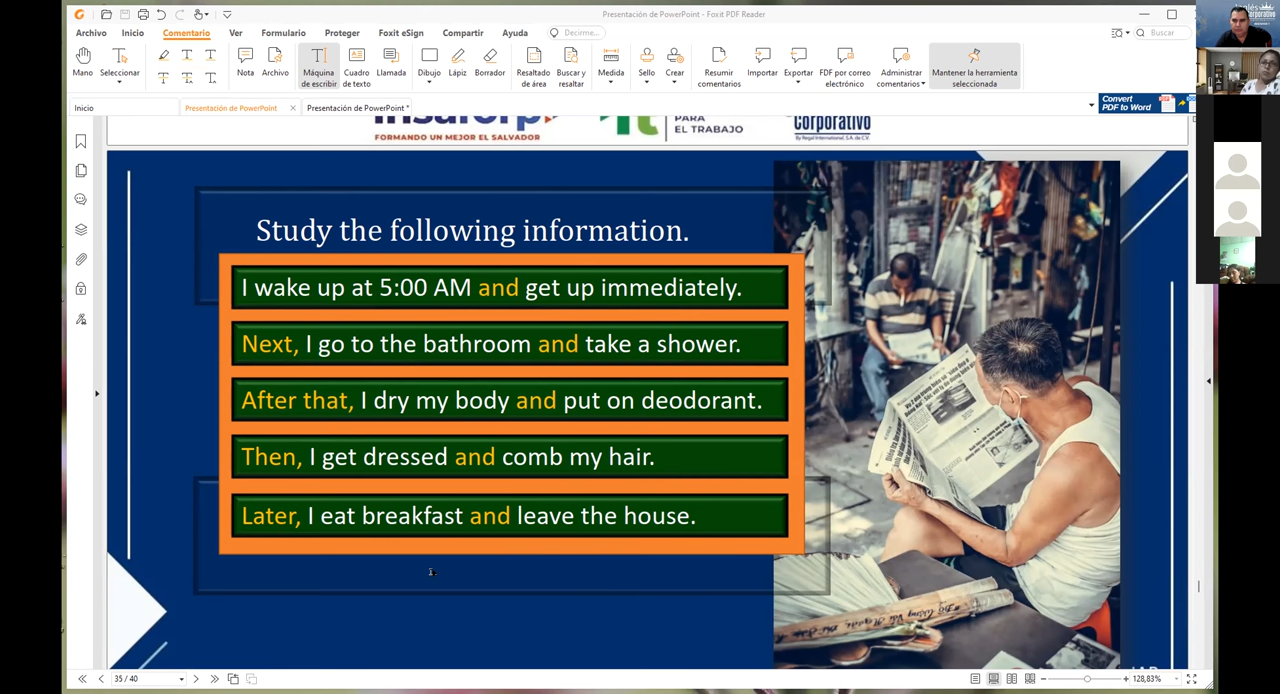 Presentación de PowerPoint - Foxit PDF Reader
Archivo Inicio Comentario Ver Formulario Proteger Foxit eSign Compartir Ayuda Decirme... Buscar
Mano Seleccionar Nota Archivo Máquina de escribir Cuadro de texto Llamada Dibujo Lápiz Borrador Resaltado de área Buscar y resaltar Medida Sello Crear Resumir comentarios Importar Exportar FDF por correo electrónico Administrar comentarios Mantener la herramienta seleccionada
Inicio Presentación de PowerPoint Presentación de PowerPoint *
Convert
PDF to Word
FORMANDO UN MEJOR EL SALVADOR
PARA
EL TRABAJO
Corporativo
Study the following information.
I wake up at 5:00 AM and get up immediately.
Next, I go to the bathroom and take a shower.
After that, I dry my body and put on deodorant.
Then, I get dressed and comb my hair.
Later, I eat breakfast and leave the house.
35 / 40
128,83%